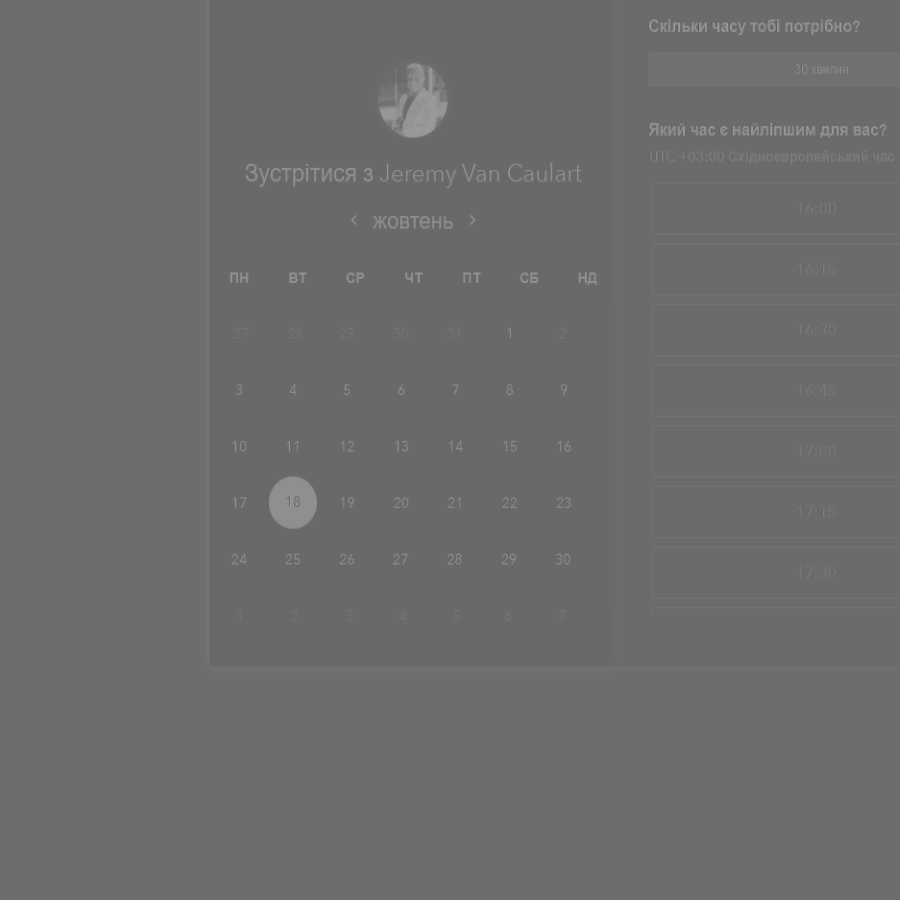 Зустрітися з Jeremy Van Caulart
жовтень
ПН ВТ СР ЧТ ПТ СБ НД
27 28 29 30 31 1 2
3 4 5 6 7 8 9
10 11 12 13 14 15 16
17 18 19 20 21 22 23
24 25 26 27 28 29 30
1 2 3 4 5 6 7
Скільки часу тобі потрібно?
30 хвилин
Який час є найліпшим для вас?
UTC +03:00 Східноєвропейський час
16:00
16:15
16:30
16:45
17:00
17:15
17:30